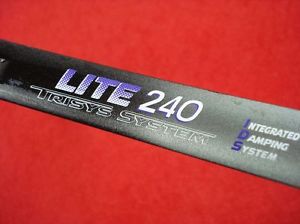 LITE 240
TRISYS SYSTEM
INTEGRATED
DAMPING
SYSTEM